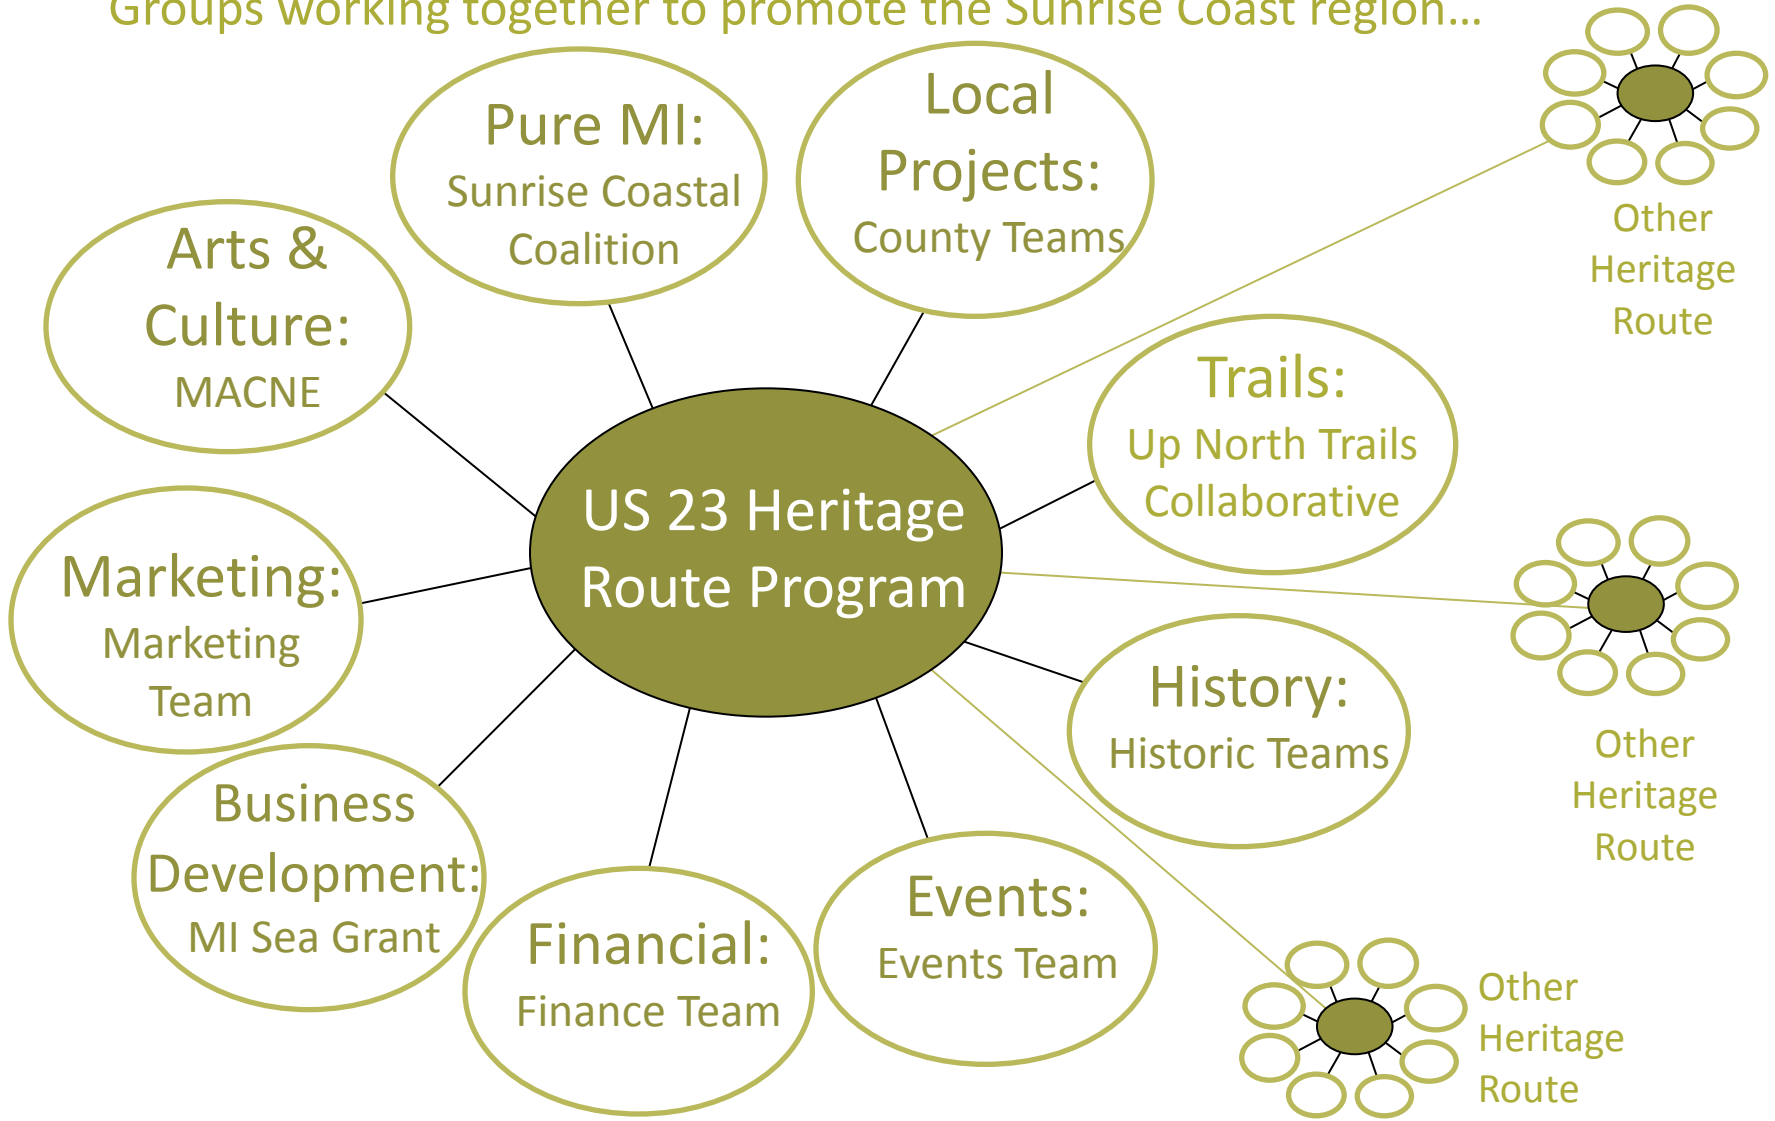 Groups working together to promote the Sunrise Coast region...
Pure MI:
Sunrise Coastal
Coalition
Local
Projects:
County Teams
Other
Heritage
Route
Arts &
Culture:
MACNE
Trails:
Up North Trails
Collaborative
US 23 Heritage
Route Program
Marketing:
Marketing
Team
History:
Historic Teams
Other
Heritage
Route
Business
Development:
MI Sea Grant
Financial:
Finance Team
Events:
Events Team
Other
Heritage
Route